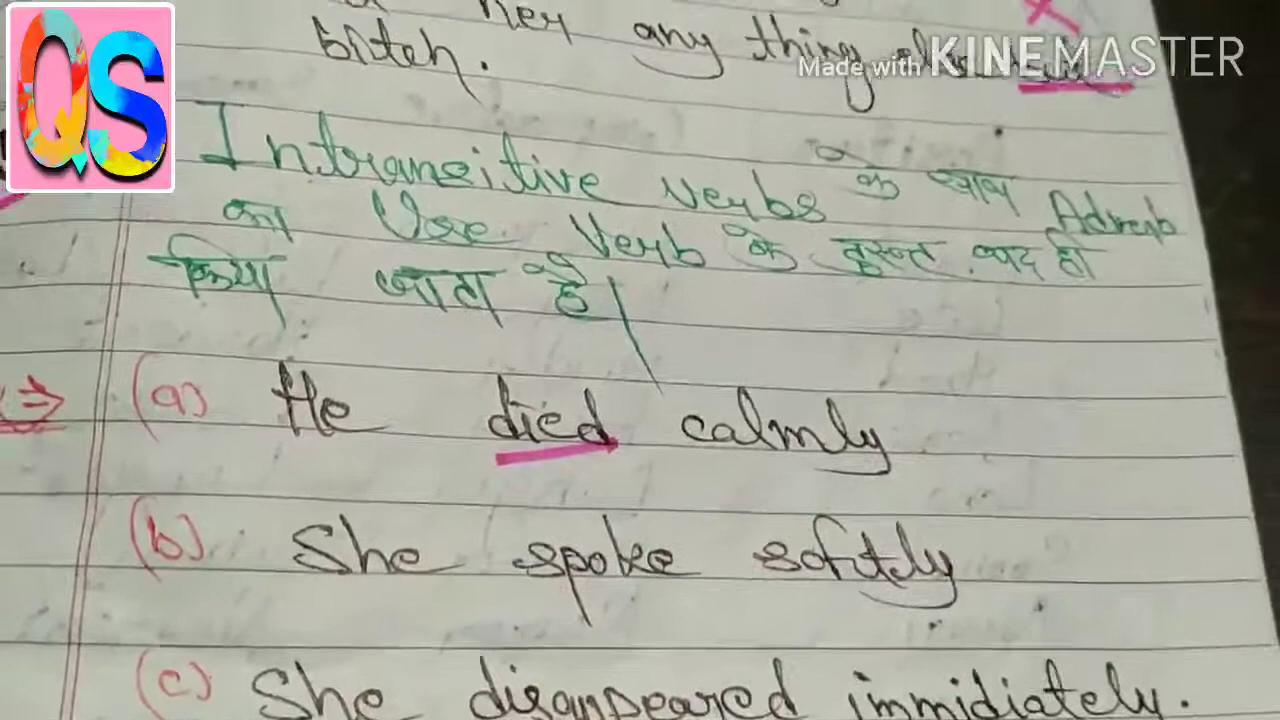 QS
her any thing
bitch.
Made with KINEMASTER
Intransitive verbs के साथ Adverb
का Use Verb के तुरन्त बाद ही
किया जाता है।
(a) He died calmly
(b) She spoke softly
(c) She disappeared immidiately.